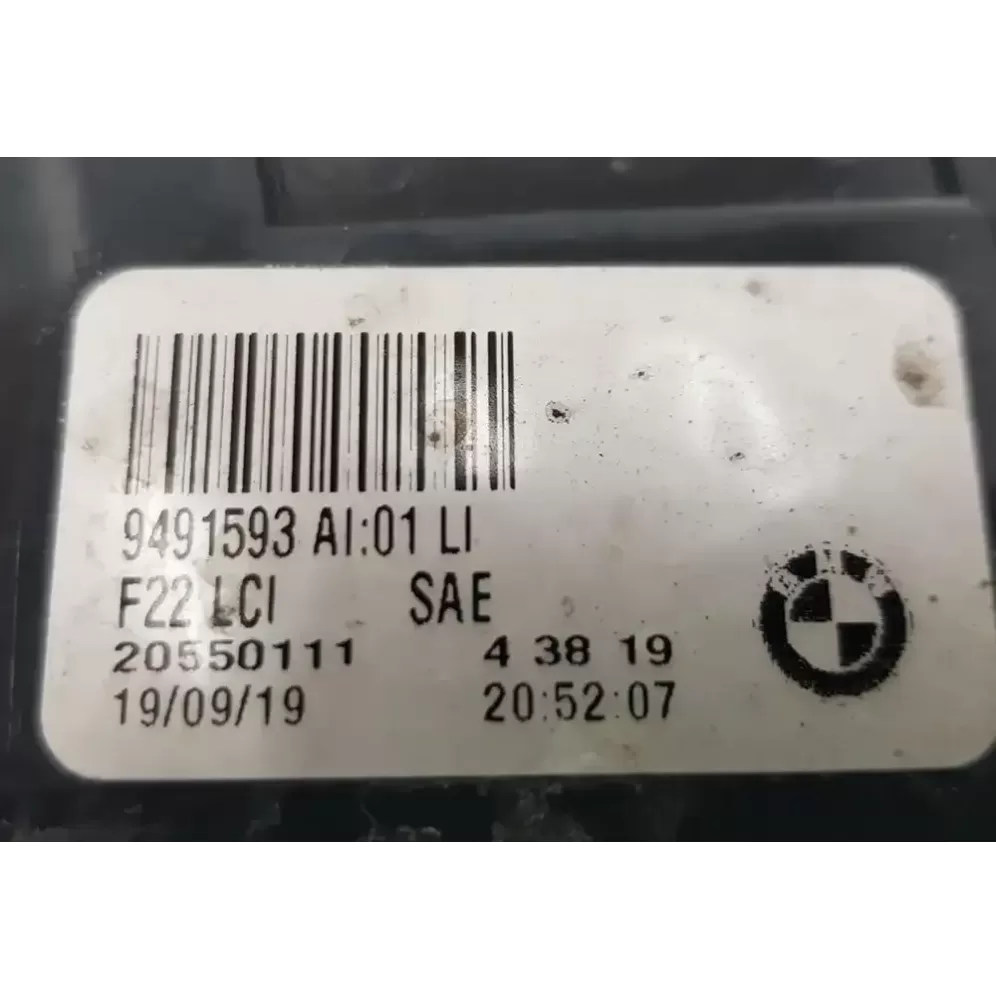 9491593 AI:01 LI
F22 LCI SAE
20550111 4 38 19
19/09/19 20:52:07